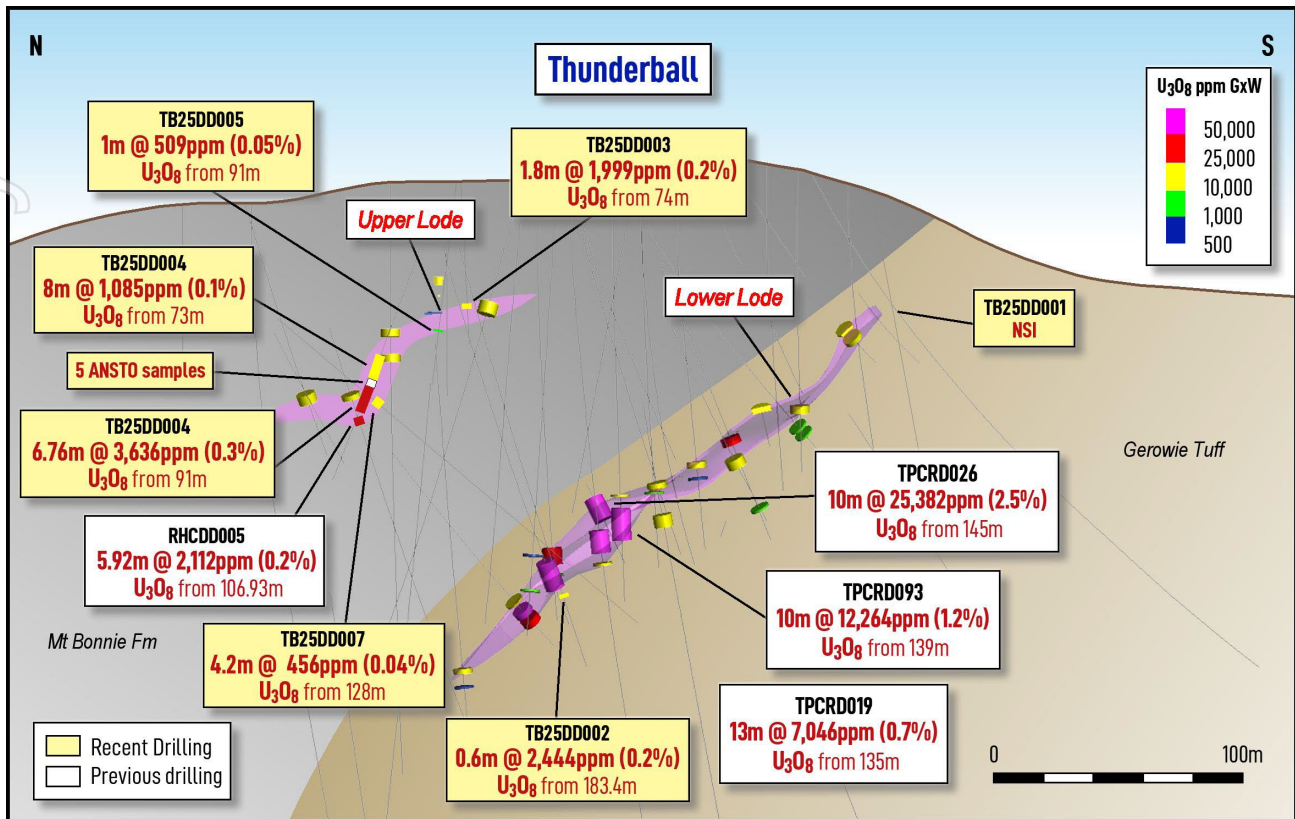 N
Thunderball
S
U₃O₈ ppm GxW
50,000
25,000
10,000
1,000
500
TB25DD005
1m @ 509ppm (0.05%)
U₃O₈ from 91m
TB25DD003
1.8m @ 1,999ppm (0.2%)
U₃O₈ from 74m
Upper Lode
TB25DD004
8m @ 1,085ppm (0.1%)
U₃O₈ from 73m
Lower Lode
TB25DD001
NSI
5 ANSTO samples
TB25DD004
6.76m @ 3,636ppm (0.3%)
U₃O₈ from 91m
Gerowie Tuff
TPCRD026
10m @ 25,382ppm (2.5%)
U₃O₈ from 145m
RHCDD005
5.92m @ 2,112ppm (0.2%)
U₃O₈ from 106.93m
TPCRD093
10m @ 12,264ppm (1.2%)
U₃O₈ from 139m
Mt Bonnie Fm
TB25DD007
4.2m @ 456ppm (0.04%)
U₃O₈ from 128m
TPCRD019
13m @ 7,046ppm (0.7%)
U₃O₈ from 135m
TB25DD002
0.6m @ 2,444ppm (0.2%)
U₃O₈ from 183.4m
Recent Drilling
Previous drilling
0 100m